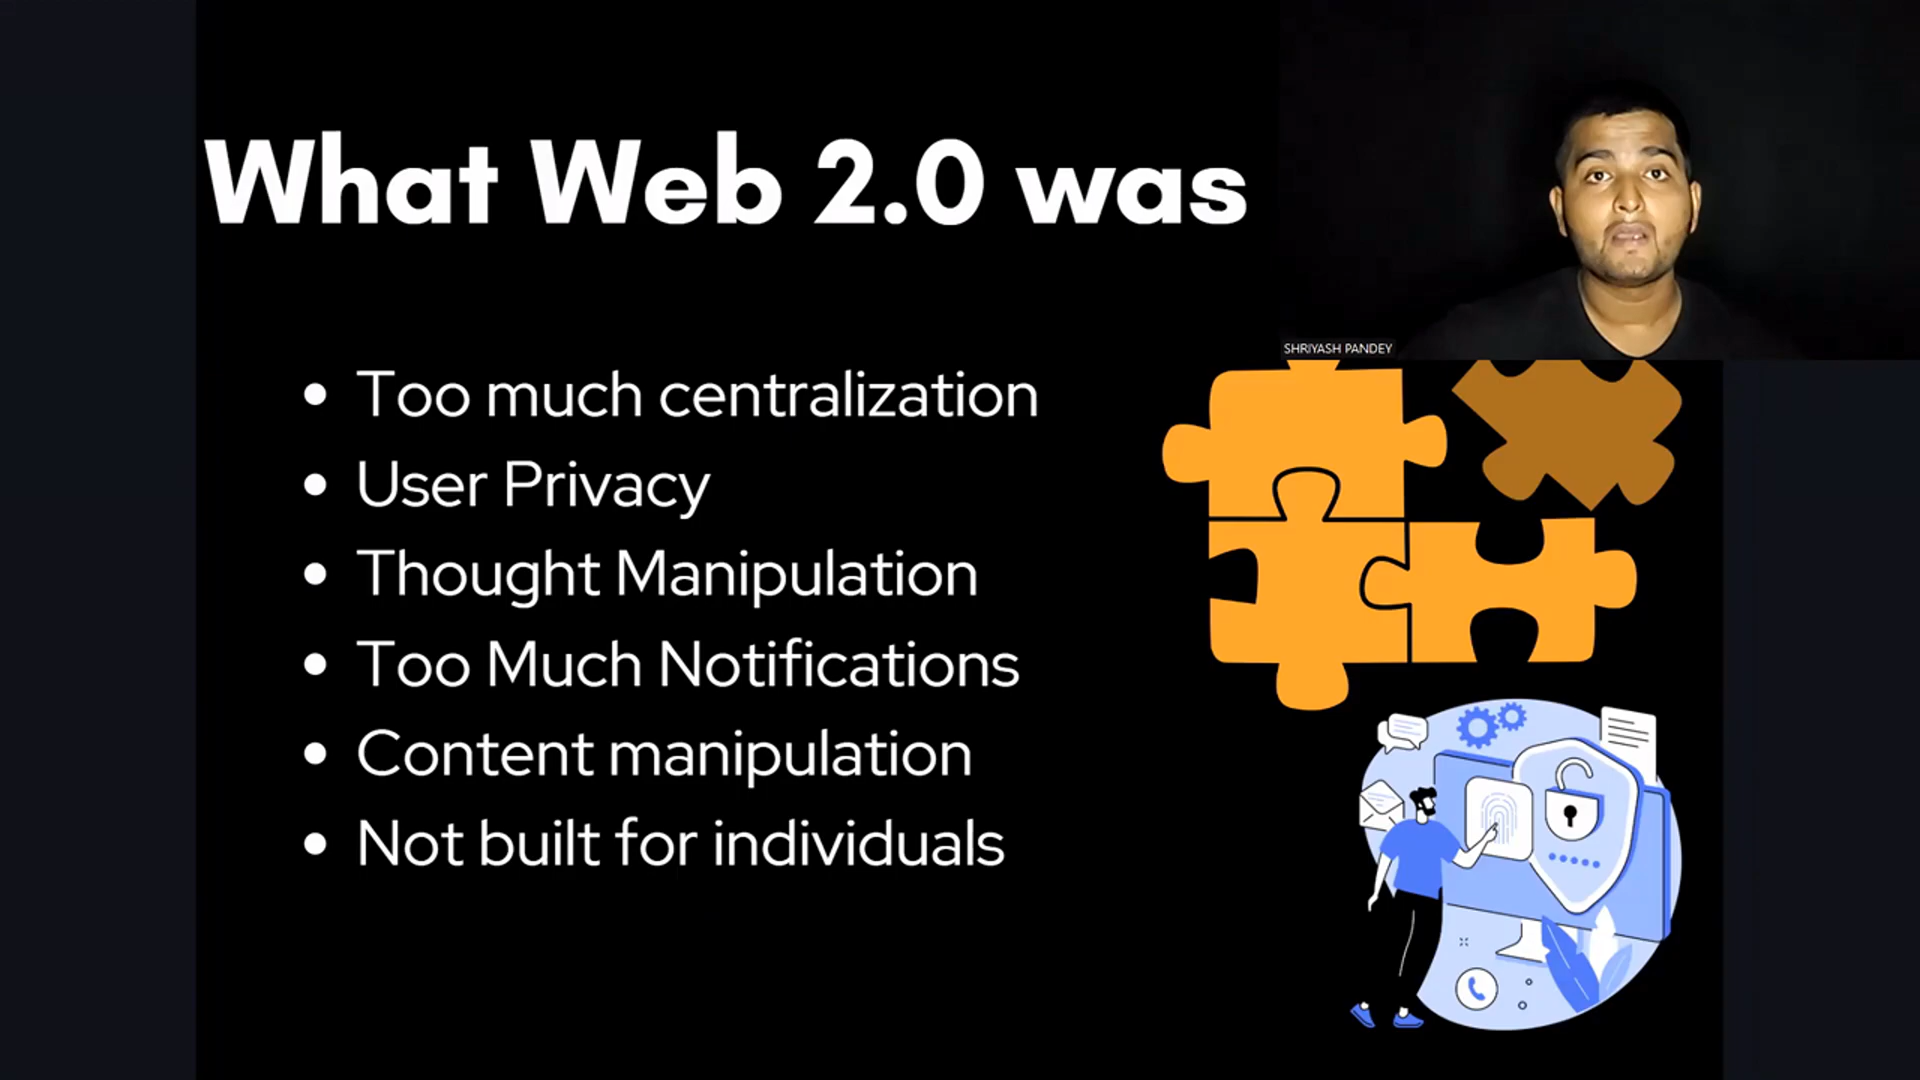 What Web 2.0 was
SHRIYASH PANDEY
Too much centralization
User Privacy
Thought Manipulation
Too Much Notifications
Content manipulation
Not built for individuals